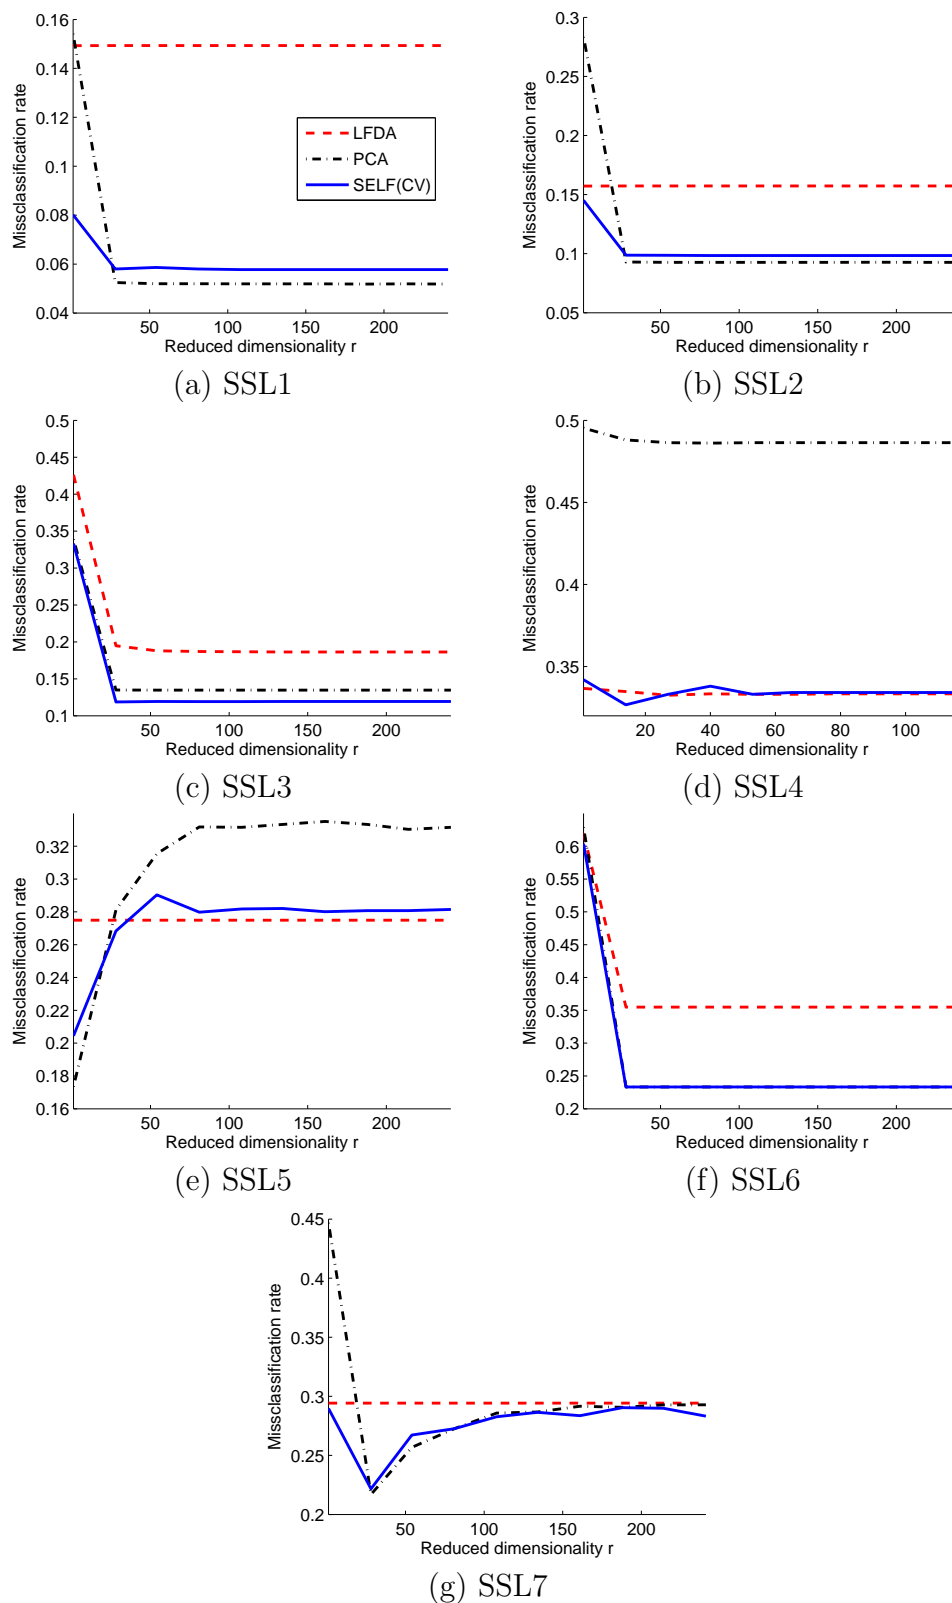 0.16
0.14
0.12
0.1
0.08
0.06
0.04
Missclassification rate
LFDA
PCA
SELF(CV)
50 100 150 200
Reduced dimensionality r
(a) SSL1
0.3
0.25
0.2
0.15
0.1
0.05
Missclassification rate
50 100 150 200
Reduced dimensionality r
(b) SSL2
0.5
0.45
0.4
0.35
0.3
0.25
0.2
0.15
0.1
Missclassification rate
50 100 150 200
Reduced dimensionality r
(c) SSL3
0.5
0.45
0.4
0.35
Missclassification rate
20 40 60 80 100
Reduced dimensionality r
(d) SSL4
0.32
0.3
0.28
0.26
0.24
0.22
0.2
0.18
0.16
Missclassification rate
50 100 150 200
Reduced dimensionality r
(e) SSL5
0.6
0.55
0.5
0.45
0.4
0.35
0.3
0.25
0.2
Missclassification rate
50 100 150 200
Reduced dimensionality r
(f) SSL6
0.45
0.4
0.35
0.3
0.25
0.2
Missclassification rate
50 100 150 200
Reduced dimensionality r
(g) SSL7